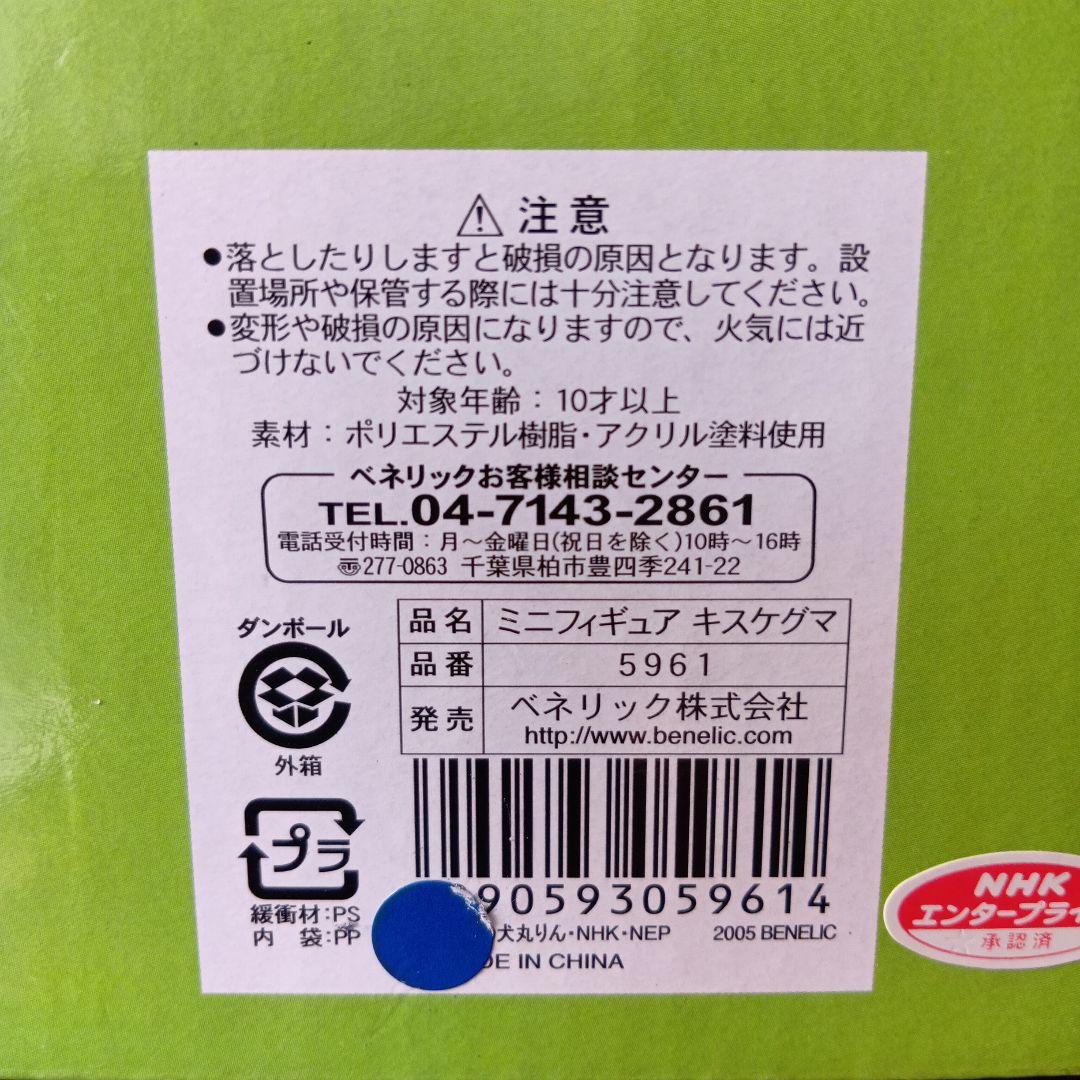 注意
●落としたりしますと破損の原因となります。設
置場所や保管する際には十分注意してください。
●変形や破損の原因になりますので、火気には近
づけないでください。
対象年齢：10才以上
素材：ポリエステル樹脂・アクリル塗料使用
ベネリックお客様相談センター
TEL.04-7143-2861
電話受付時間：月～金曜日(祝日を除く)10時～16時
〒277-0863 千葉県柏市豊四季241-22
品名 ミニフィギュア キスケグマ
品番 5961
発売 ベネリック株式会社
http://www.benelic.com
ダンボール
外箱
プラ
緩衝材:PS
内 袋:PP
90593059614
犬丸りん・NHK・NEP 2005 BENELIC
DE IN CHINA
NHK
エンタープライ
承認済